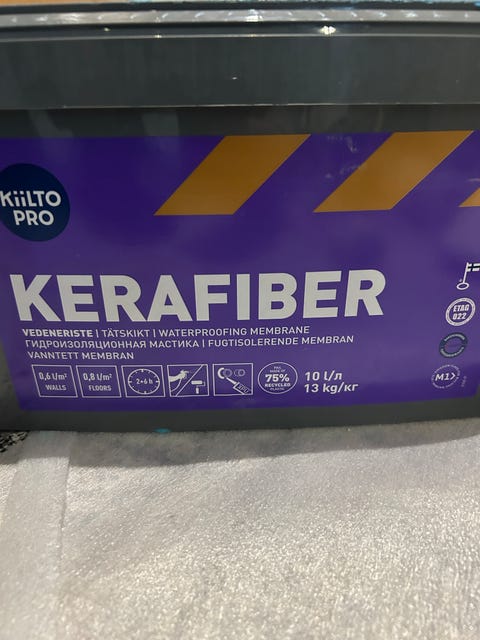 KiiLTO
PRO
KERAFIBER
VEDENERISTE | TÄTSKIKT | WATERPROOFING MEMBRANE
ГИДРОИЗОЛЯЦИОННАЯ МАСТИКА | FUGTISOLERENDE MEMBRAN
VANNTETT MEMBRAN
0,6 l/m²
WALLS
0,8 l/m²
FLOORS
2+6 h
75%
RECYCLED
10 l/л
13 kg/кг
ETAG
022
M1